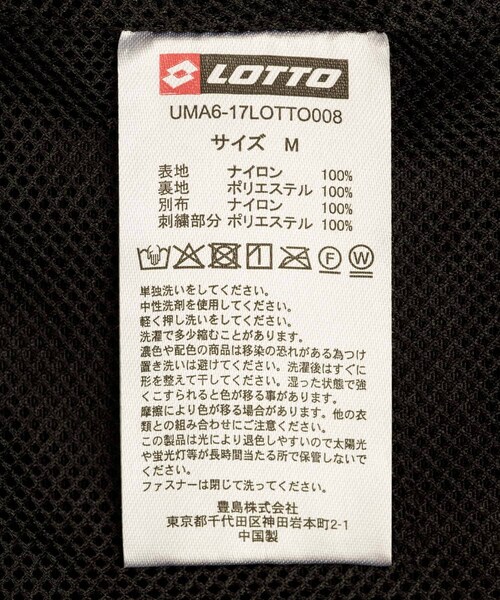 LOTTO
UMA6-17LOTTO008
サイズ M
表地 ナイロン 100%
裏地 ポリエステル 100%
別布 ナイロン 100%
刺繍部分 ポリエステル 100%
F W
単独洗いをしてください。
中性洗剤を使用してください。
軽く押し洗いをしてください。
洗濯で多少縮むことがあります。
濃色や配色の商品は移染の恐れがある為つけ
置き洗いは避けてください。洗濯後はすぐに
形を整えて干してください。湿った状態で強
くこすられると色が移る事があります。
摩擦により色が移る場合があります。他の衣
類との組み合わせにご注意ください。
この製品は光により退色しやすいので太陽光
や蛍光灯等が長時間当たる所で保管しないで
ください。
ファスナーは閉じて洗ってください。
豊島株式会社
東京都千代田区神田岩本町2-1
中国製